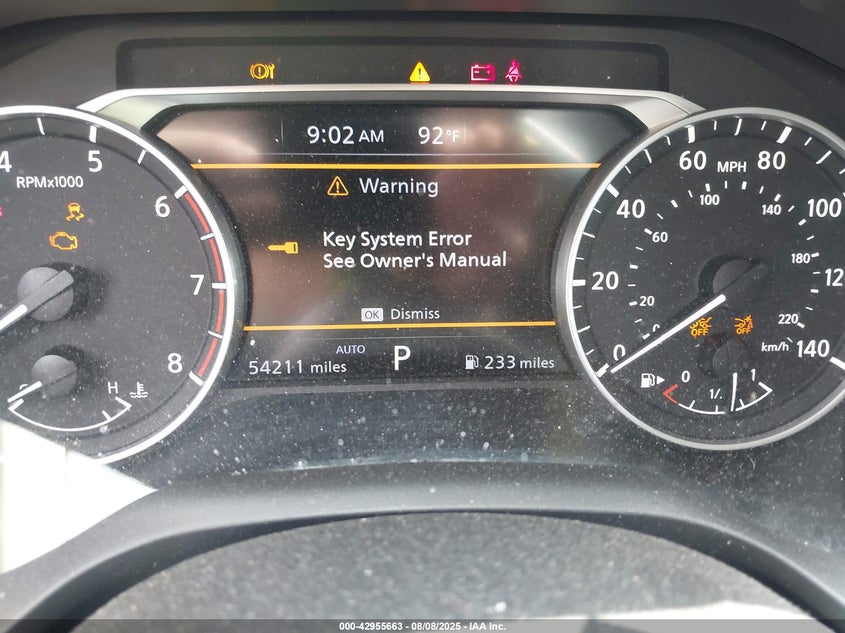 9:02 AM 92°F
Warning
Key System Error
See Owner's Manual
OK Dismiss
AUTO
54211 miles P 233 miles
4 5 6 7 8
RPMx1000
H
0 20 40 60 80 100 12 140
MPH
0 20 60 100 140 180 220
km/h
OFF OFF
0 1/ 1
000-42955663 - 08/08/2025 - IAA Inc.